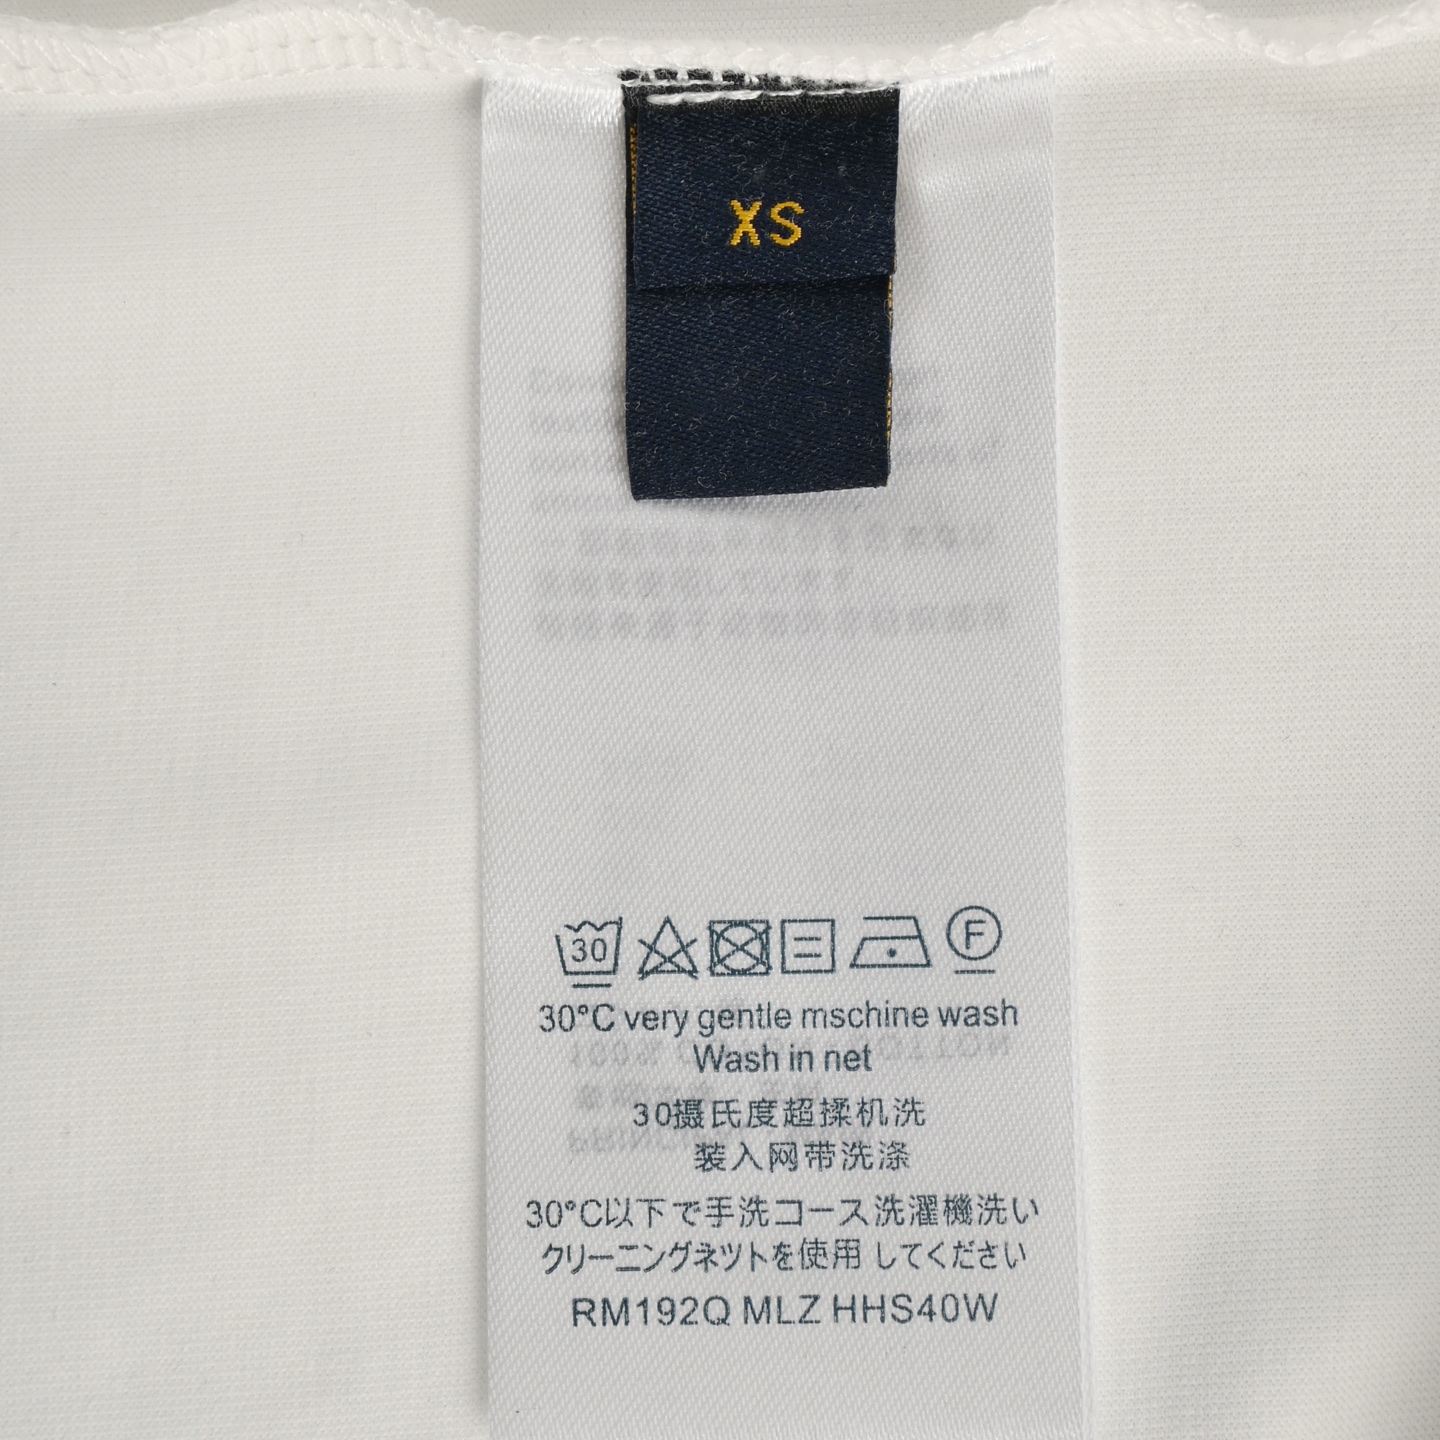 XS
30
F
30°C very gentle mschine wash
Wash in net
30摄氏度超揉机洗
装入网带洗涤
30°C以下で手洗コース洗濯機洗い
クリーニングネツトを使用 してください
RM192Q MLZ HHS40W